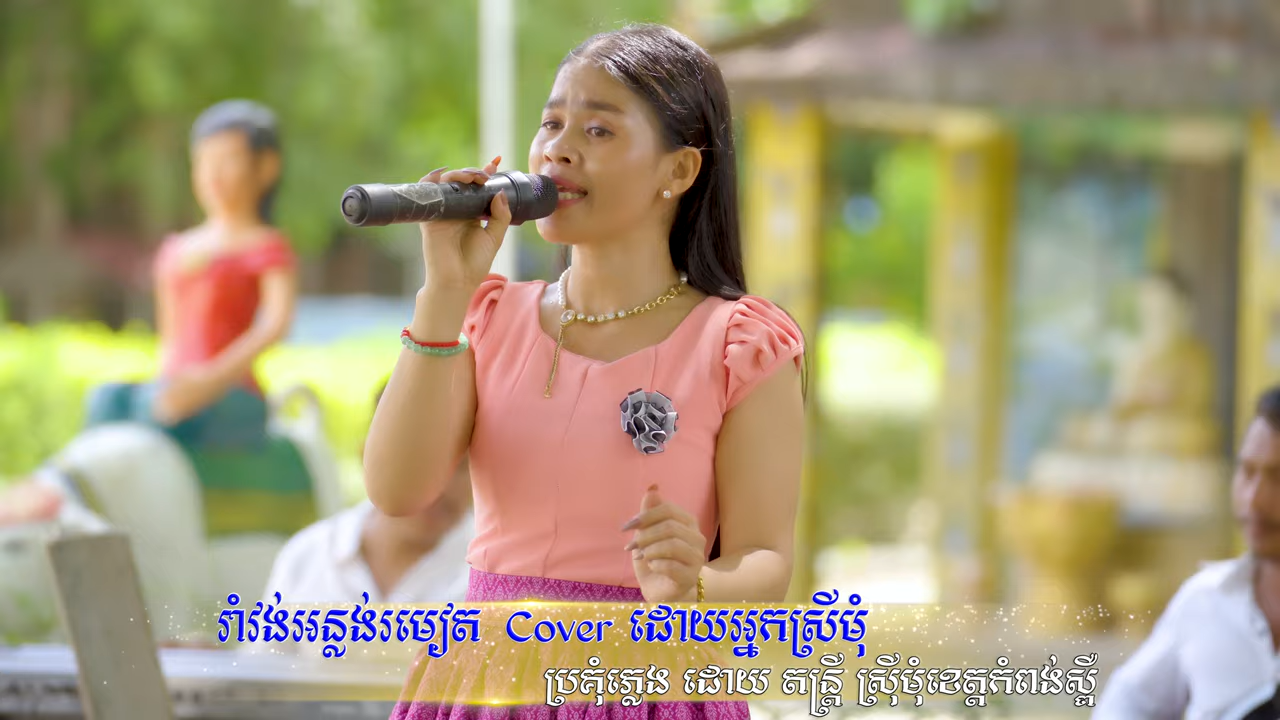 រាំវង់អន្លង់រមៀត Cover ដោយអ្នកស្រីមុំ
ប្រគុំភ្លេង ដោយ តន្ត្រី ស្រ៊ីមុំខេត្តកំពង់ស្ពឺ